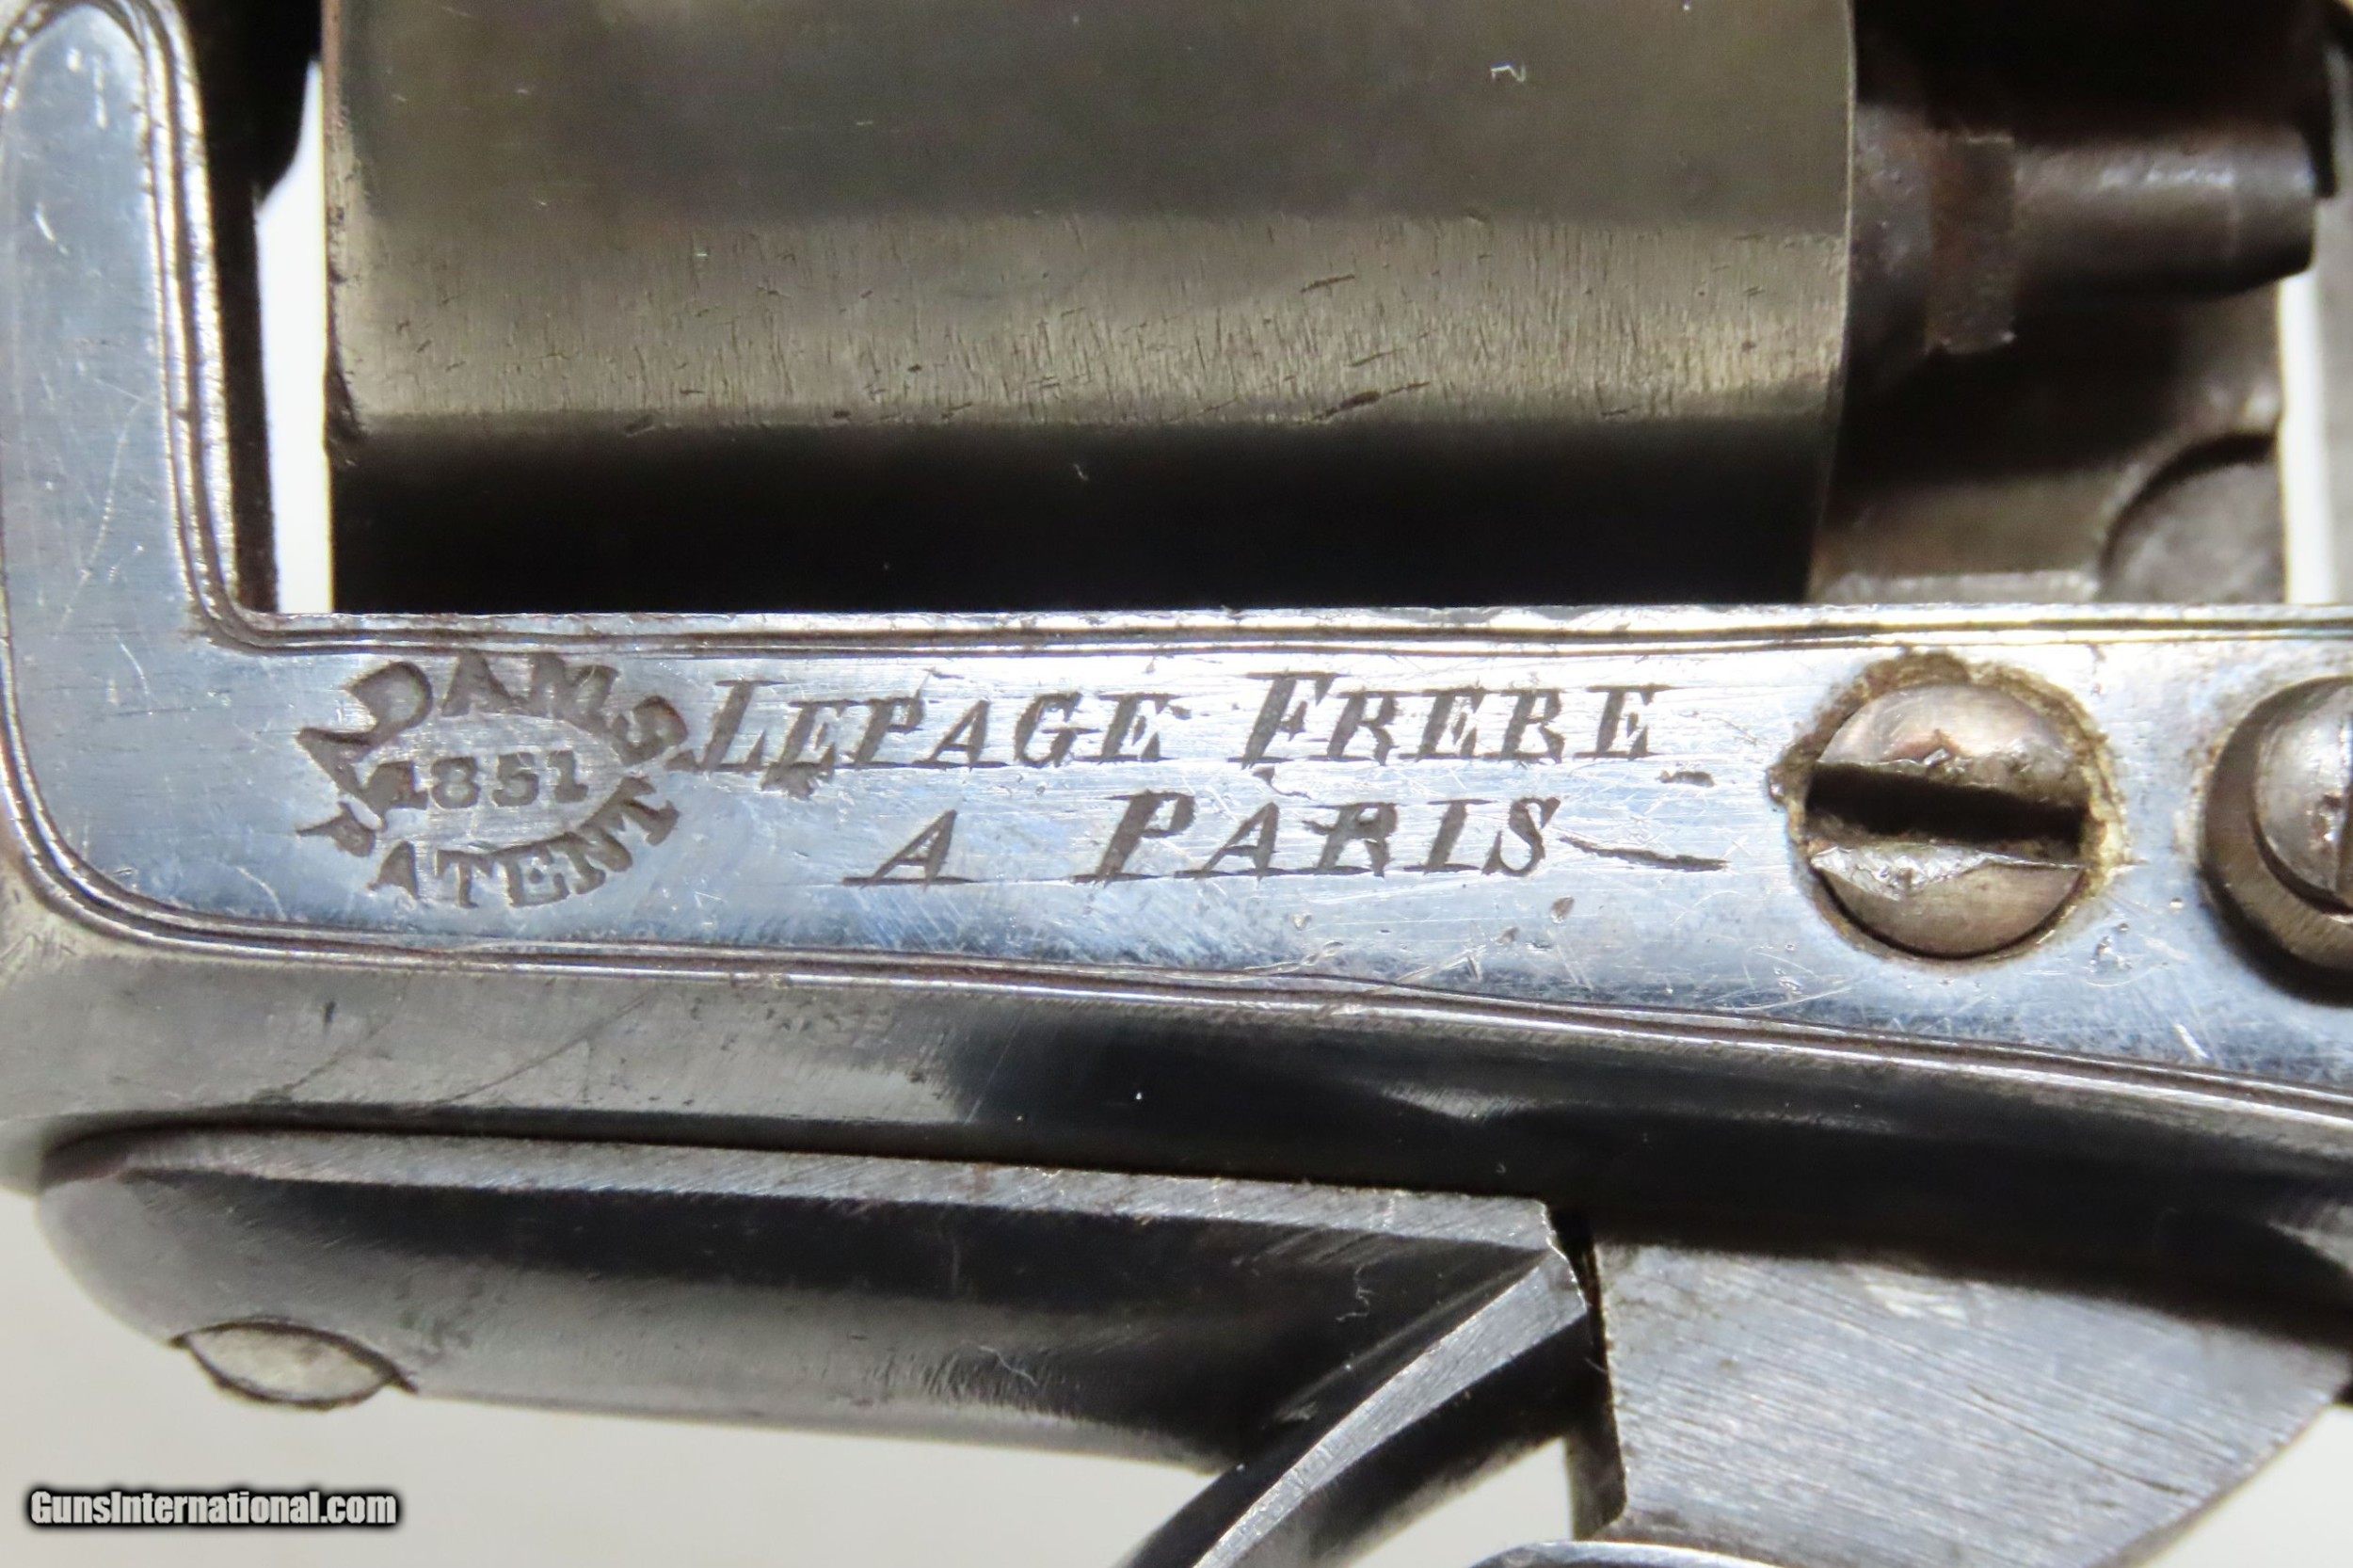 ADAMS
1851
PATENT
LEPAGE FRERE
A PARIS
GunsInternational.com